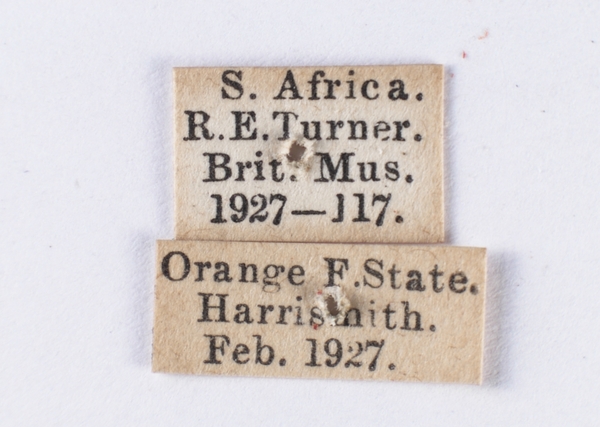 S. Africa.
R.E.Turner.
Brit. Mus.
1927—117.
Orange F.State.
Harrismith.
Feb. 1927.